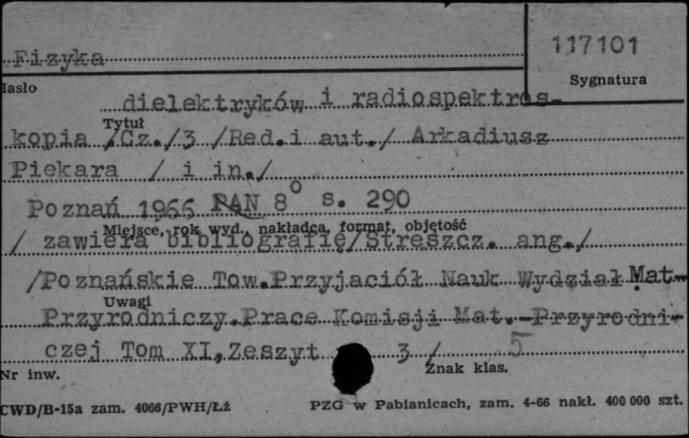 Fizyka
117101
Hasło
Sygnatura
dielektryków i radiospektros-
Tytuł
kopia /Cz./3 /Red.i aut./ Arkadiusz
Piekara / i in./
Poznań 1966 PAN 8o s. 290
Miejsce, rok wyd., nakładca, format, objętość
/ zawiera bibliografię/Streszcz. ang./
/Poznańskie Tow.Przyjaciół Nauk Wydział Mat-
Uwagi
Przyrodniczy.Prace Komisji Mat.-Przyrodni-
czej Tom XI,Zeszyt 3 / 5
Nr inw.
Znak klas.
CWD/B-15a zam. 4066/PWH/Łź
PZG w Pabianicach, zam. 4-66 nakł. 400 000 szt.